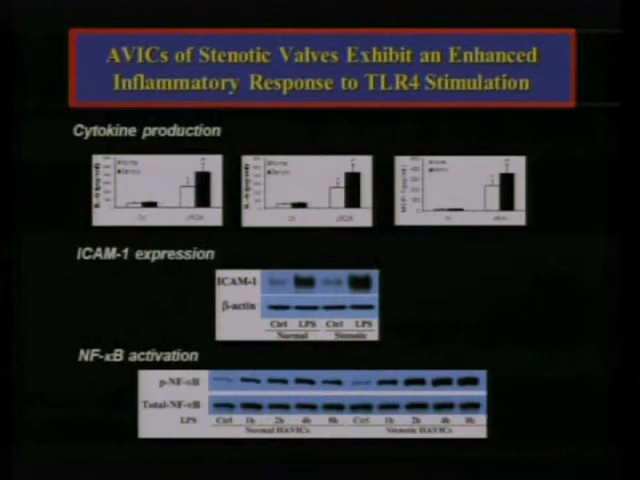 AVICs of Stenotic Valves Exhibit an Enhanced
Inflammatory Response to TLR4 Stimulation
Cytokine production
ICAM-1 expression
ICAM-1
β-actin
Ctrl LPS Ctrl LPS
Normal Stenotic
NF-κB activation
p-NF-κB
Total-NF-κB
LPS Ctrl 1h 2h 4h 8h Ctrl 1h 2h 4h 8h
Normal HAVICs Stenotic HAVICs